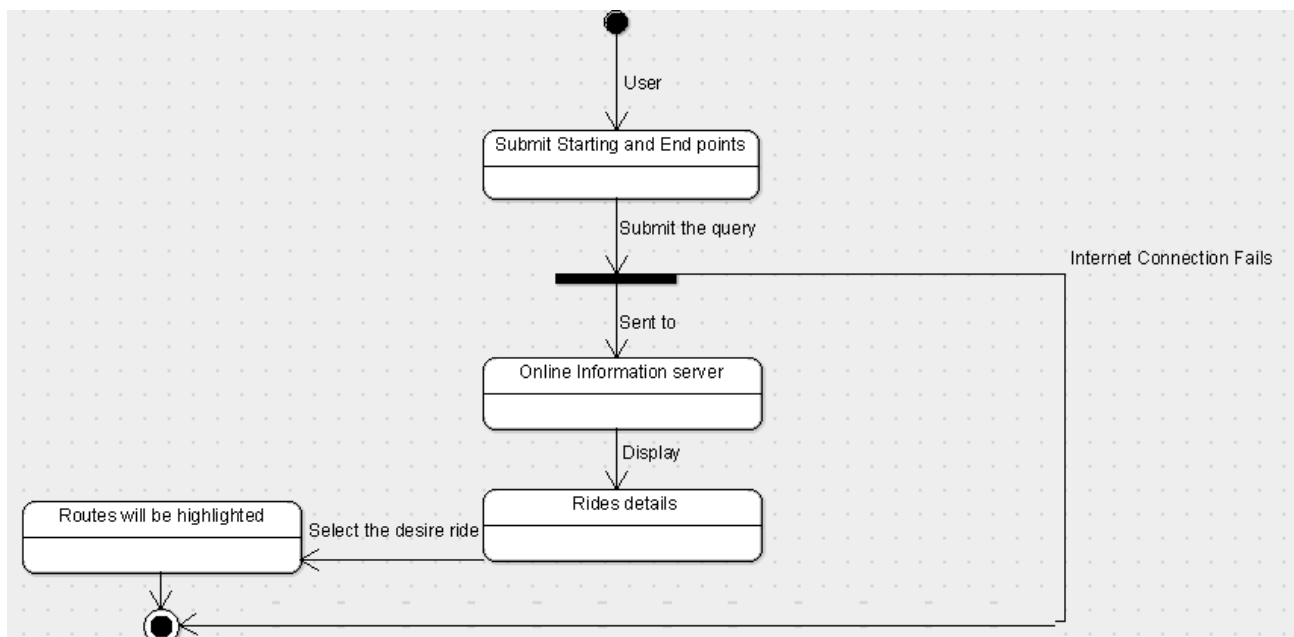 User
Submit Starting and End points
Submit the query
Internet Connection Fails
Sent to
Online Information server
Display
Rides details
Routes will be highlighted
Select the desire ride